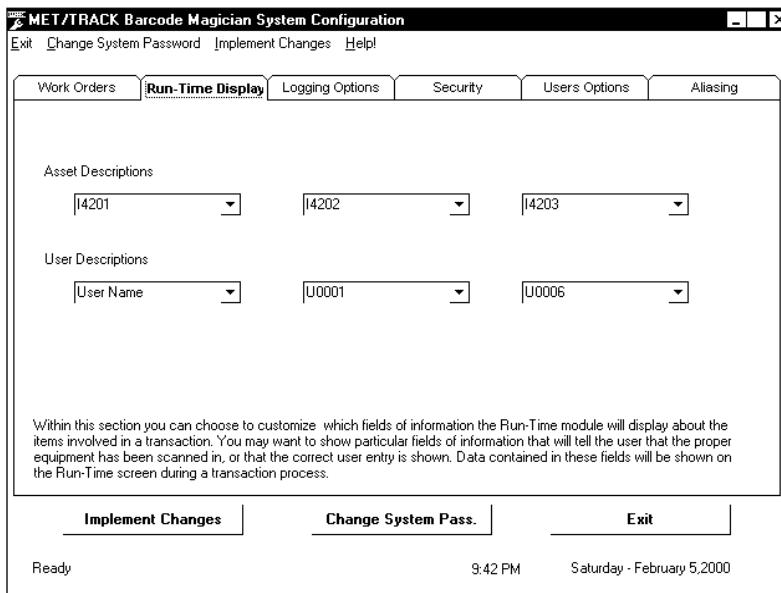 MET/TRACK Barcode Magician System Configuration
Exit Change System Password Implement Changes Help!
Work Orders Run-Time Display Logging Options Security Users Options Aliasing
Asset Descriptions
I4201 I4202 I4203
User Descriptions
User Name U0001 U0006
Within this section you can choose to customize which fields of information the Run-Time module will display about the
items involved in a transaction. You may want to show particular fields of information that will tell the user that the proper
equipment has been scanned in, or that the correct user entry is shown. Data contained in these fields will be shown on
the Run-Time screen during a transaction process.
Implement Changes Change System Pass. Exit
Ready 9:42 PM Saturday - February 5,2000